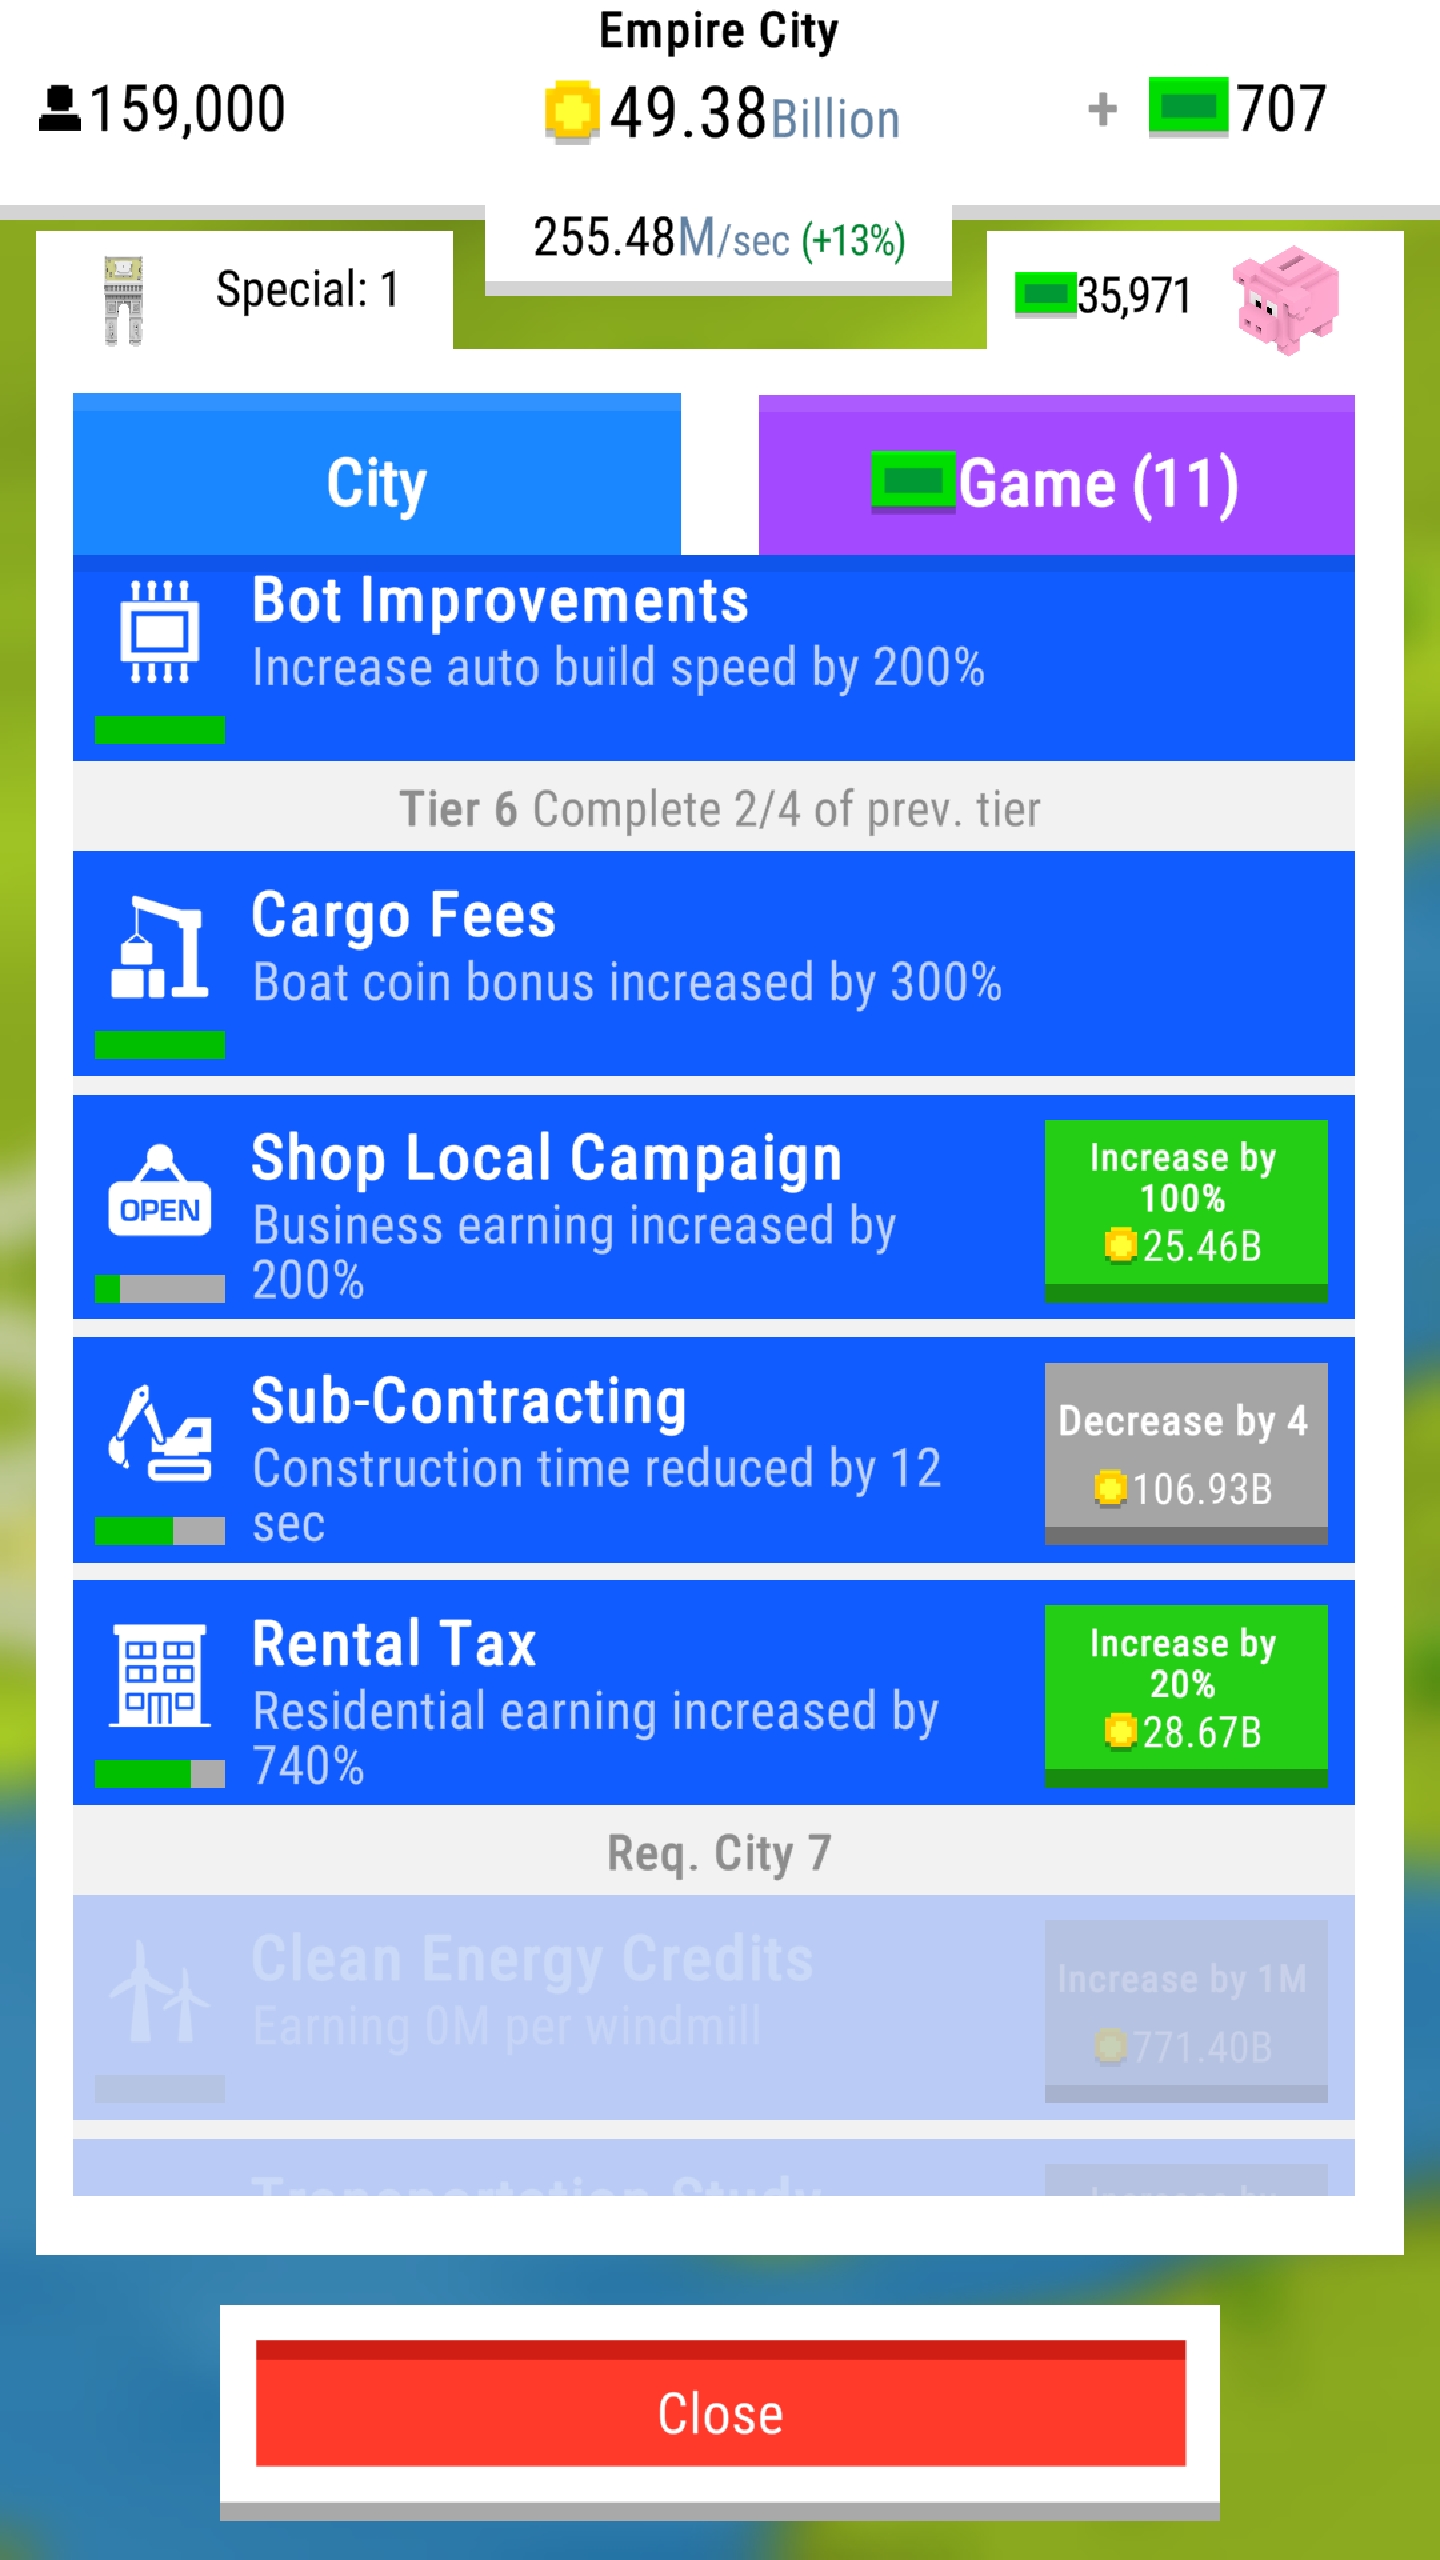 Empire City
159,000
49.38Billion
+ 707
255.48M/sec (+13%)
Special: 1
35,971
City
Game (11)
Bot Improvements
Increase auto build speed by 200%
Tier 6 Complete 2/4 of prev. tier
Cargo Fees
Boat coin bonus increased by 300%
Shop Local Campaign
Business earning increased by
200%
OPEN
Increase by
100%
25.46B
Sub-Contracting
Construction time reduced by 12
sec
Decrease by 4
106.93B
Rental Tax
Residential earning increased by
740%
Increase by
20%
28.67B
Req. City 7
Clean Energy Credits
Earning 0M per windmill
Increase by 1M
771.40B
Transportation Study
Increase by
Close